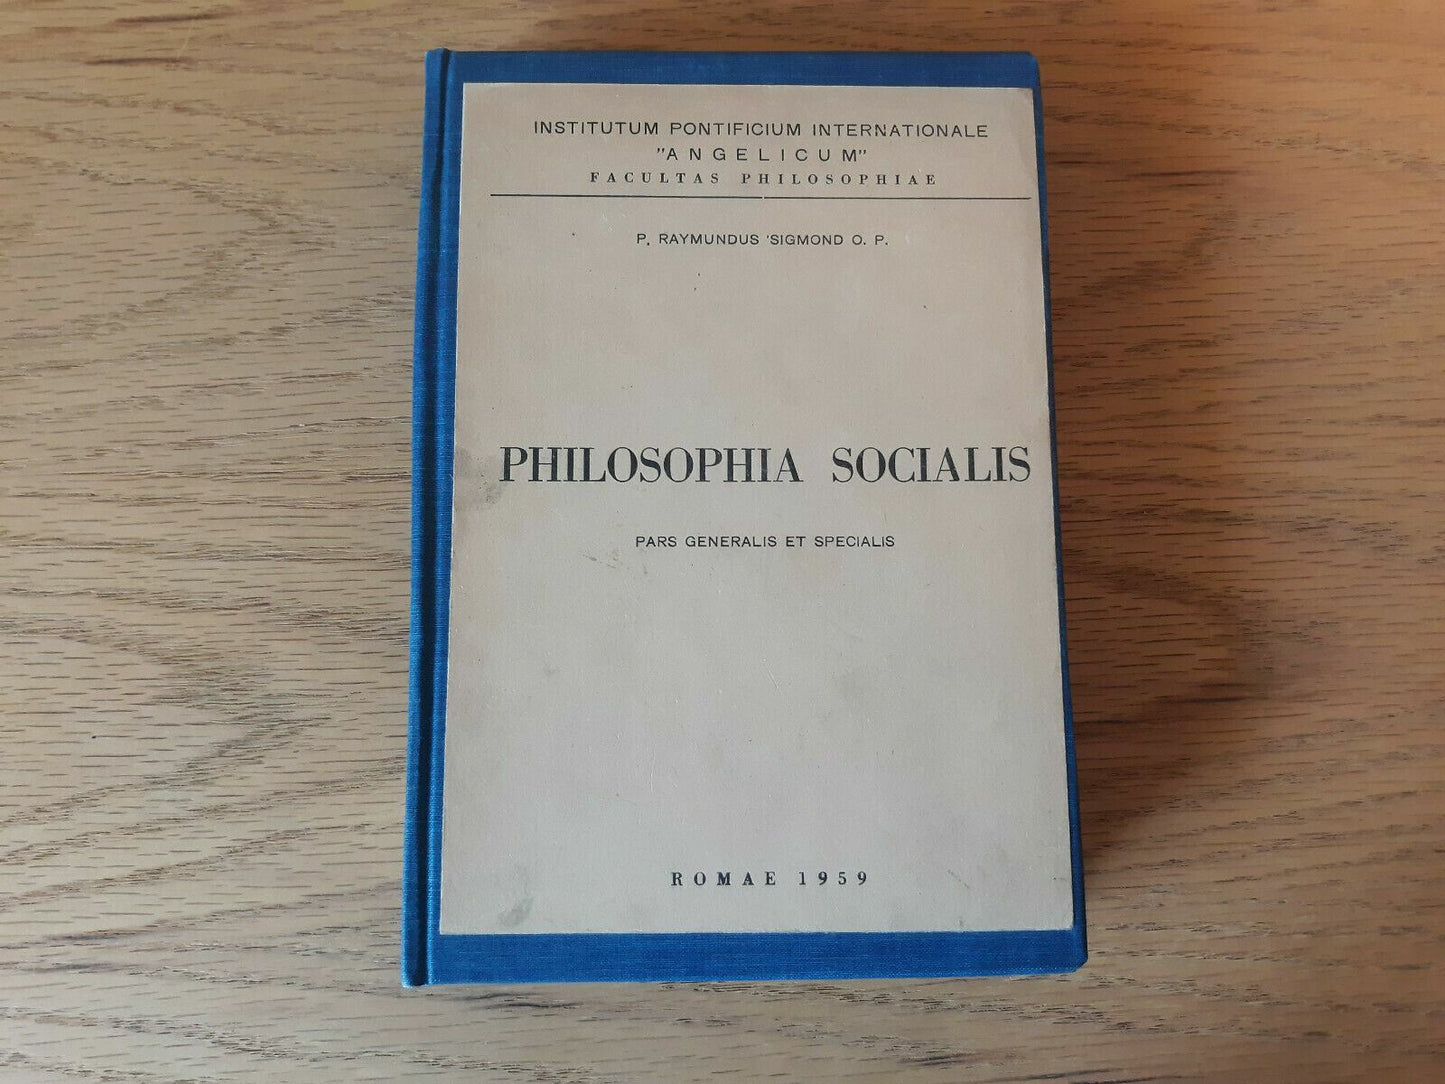 INSTITUTUM PONTIFICIUM INTERNATIONALE
"ANGELICUM"
FACULTAS PHILOSOPHIAE
P. RAYMUNDUS 'SIGMOND O. P.
PHILOSOPHIA SOCIALIS
PARS GENERALIS ET SPECIALIS
ROMAE 1959